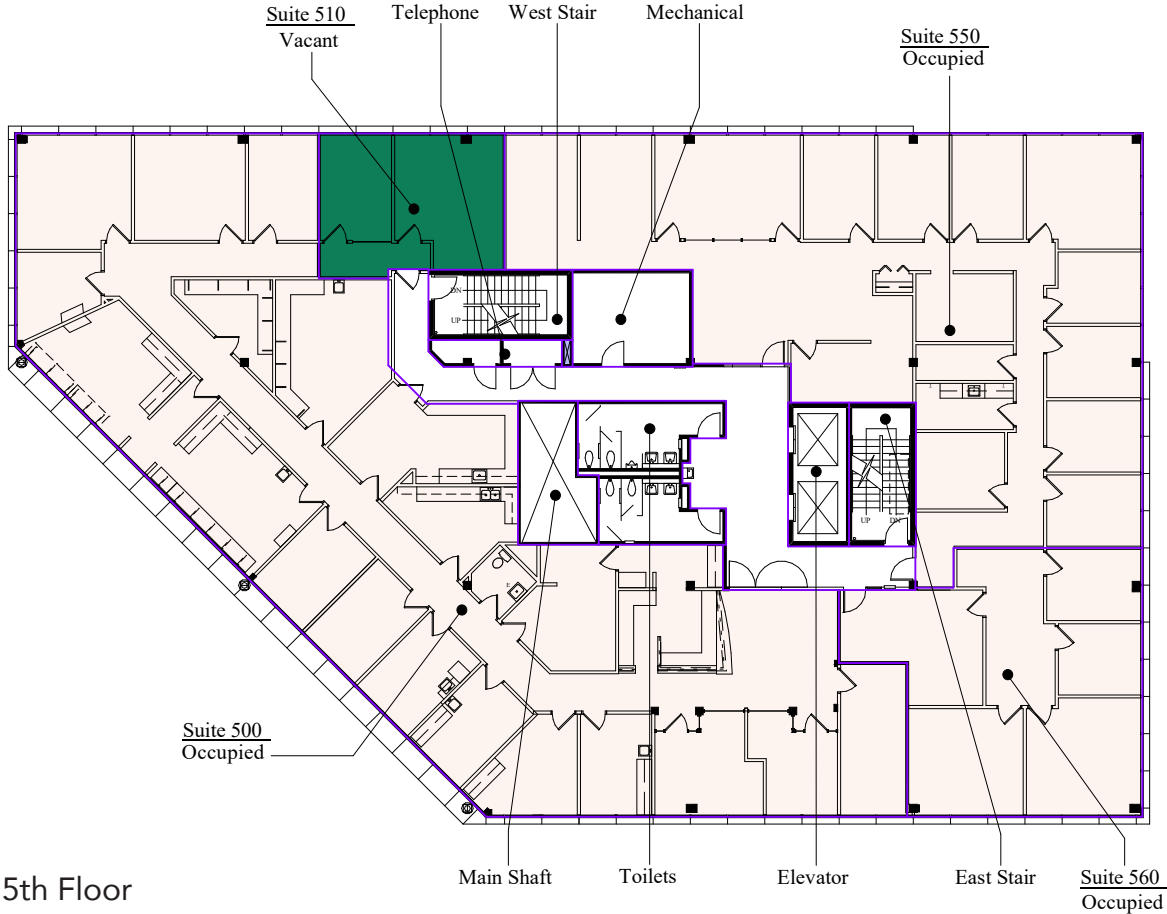 Suite 510
Vacant
Telephone
West Stair
Mechanical
Suite 550
Occupied
DN
UP
UP
DN
E
Suite 500
Occupied
Main Shaft
Toilets
Elevator
East Stair
Suite 560
Occupied
5th Floor